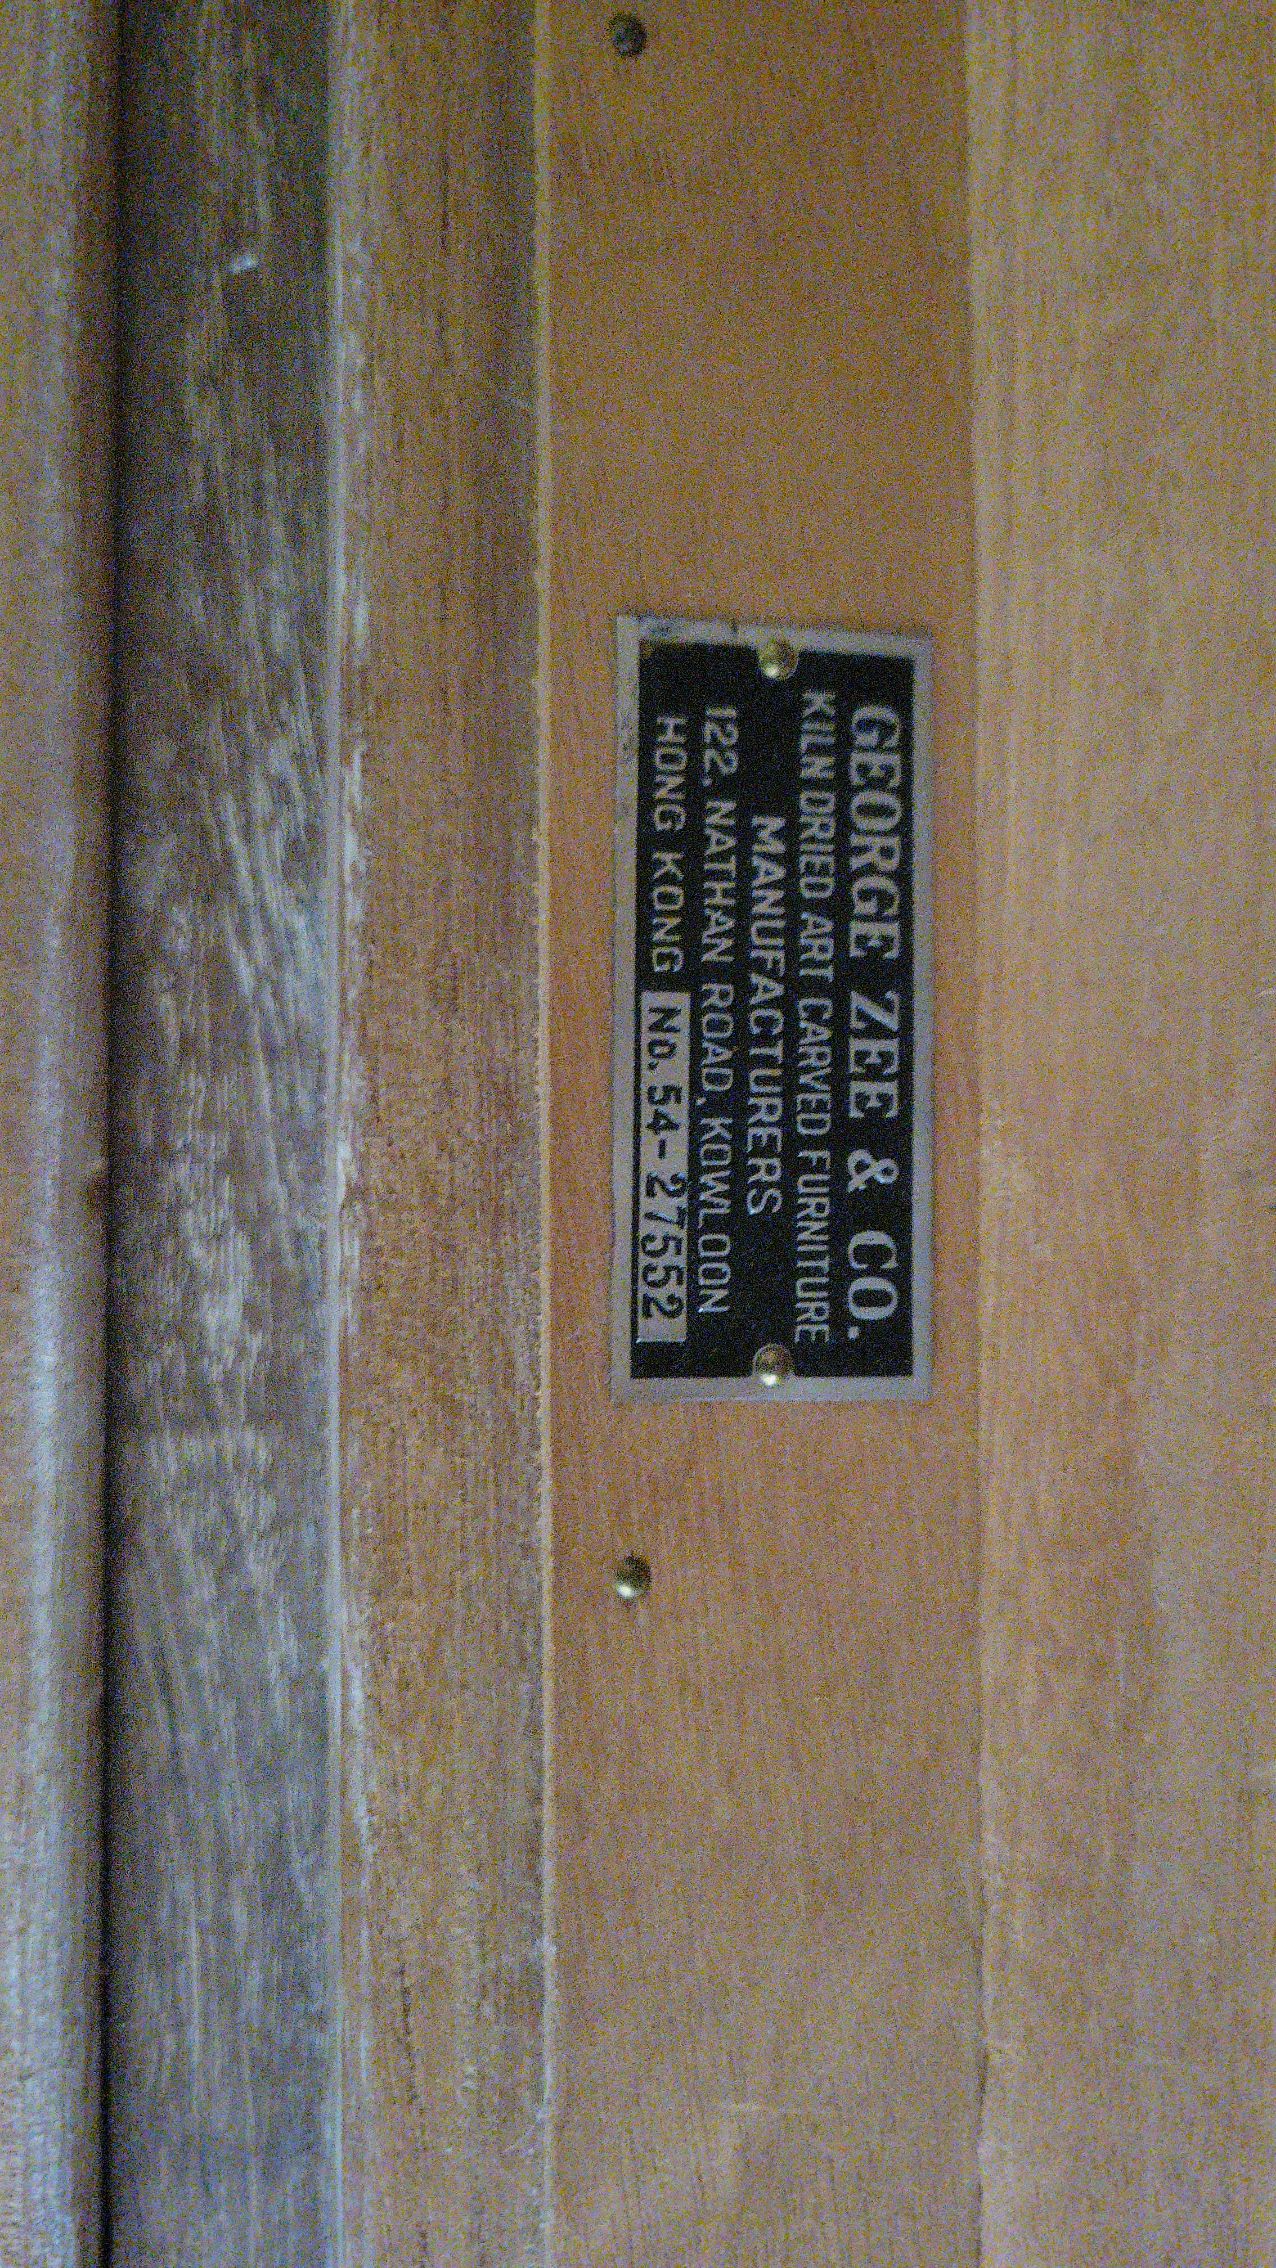 GEORGE ZEE & CO.
KILN DRIED ART CARVED FURNITURE
MANUFACTURERS
122, NATHAN ROAD, KOWLOON
HONG KONG No. 54-27552